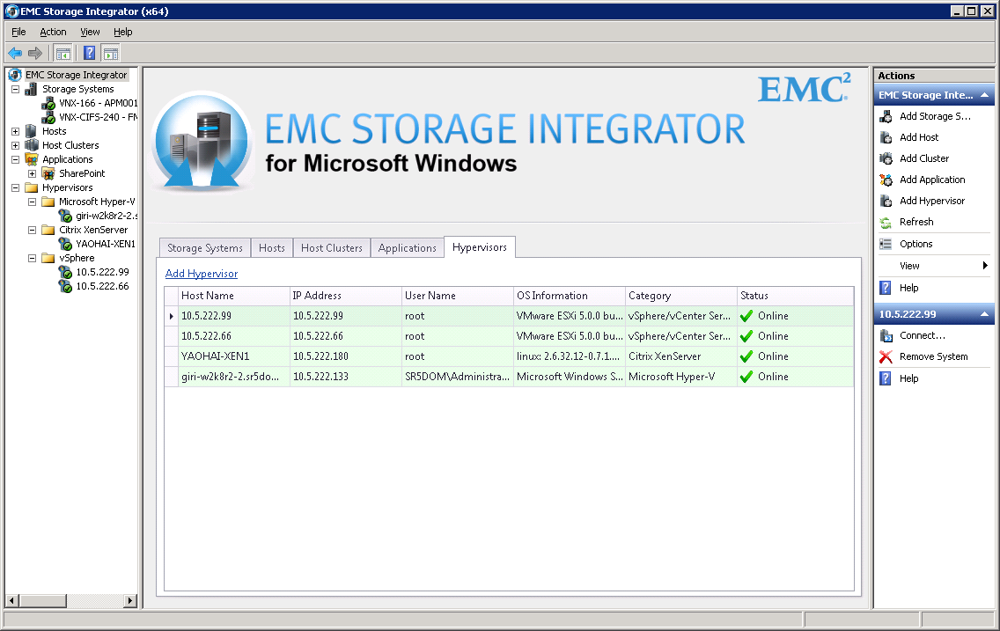 EMC Storage Integrator (x64)
File Action View Help
EMC Storage Integrator
Storage Systems
VNX-166 - APM001
VNX-CIFS-240 - FN
Hosts
Host Clusters
Applications
SharePoint
Hypervisors
Microsoft Hyper-V
giri-w2k8r2-2.s
Citrix XenServer
YAOHAI-XEN1
vSphere
10.5.222.99
10.5.222.66
EMC²
EMC STORAGE INTEGRATOR
for Microsoft Windows
Storage Systems Hosts Host Clusters Applications Hypervisors
Add Hypervisor
Host Name IP Address User Name OS Information Category Status
10.5.222.99 10.5.222.99 root VMware ESXi 5.0.0 bu... vSphere/vCenter Ser... Online
10.5.222.66 10.5.222.66 root VMware ESXi 5.0.0 bu... vSphere/vCenter Ser... Online
YAOHAI-XEN1 10.5.222.180 root linux: 2.6.32.12-0.7.1.... Citrix XenServer Online
giri-w2k8r2-2.sr5do... 10.5.222.133 SR5DOM\Administra... Microsoft Windows S... Microsoft Hyper-V Online
Actions
EMC Storage Inte...
Add Storage S...
Add Host
Add Cluster
Add Application
Add Hypervisor
Refresh
Options
View
Help
10.5.222.99
Connect...
Remove System
Help